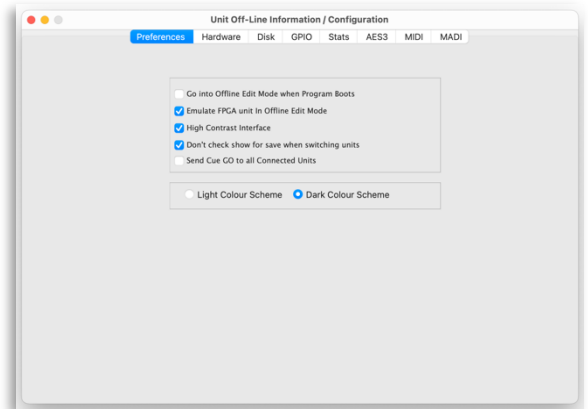 Unit Off-Line Information / Configuration
Preferences Hardware Disk GPIO Stats AES3 MIDI MADI
Go into Offline Edit Mode when Program Boots
Emulate FPGA unit In Offline Edit Mode
High Contrast Interface
Don't check show for save when switching units
Send Cue GO to all Connected Units
Light Colour Scheme Dark Colour Scheme